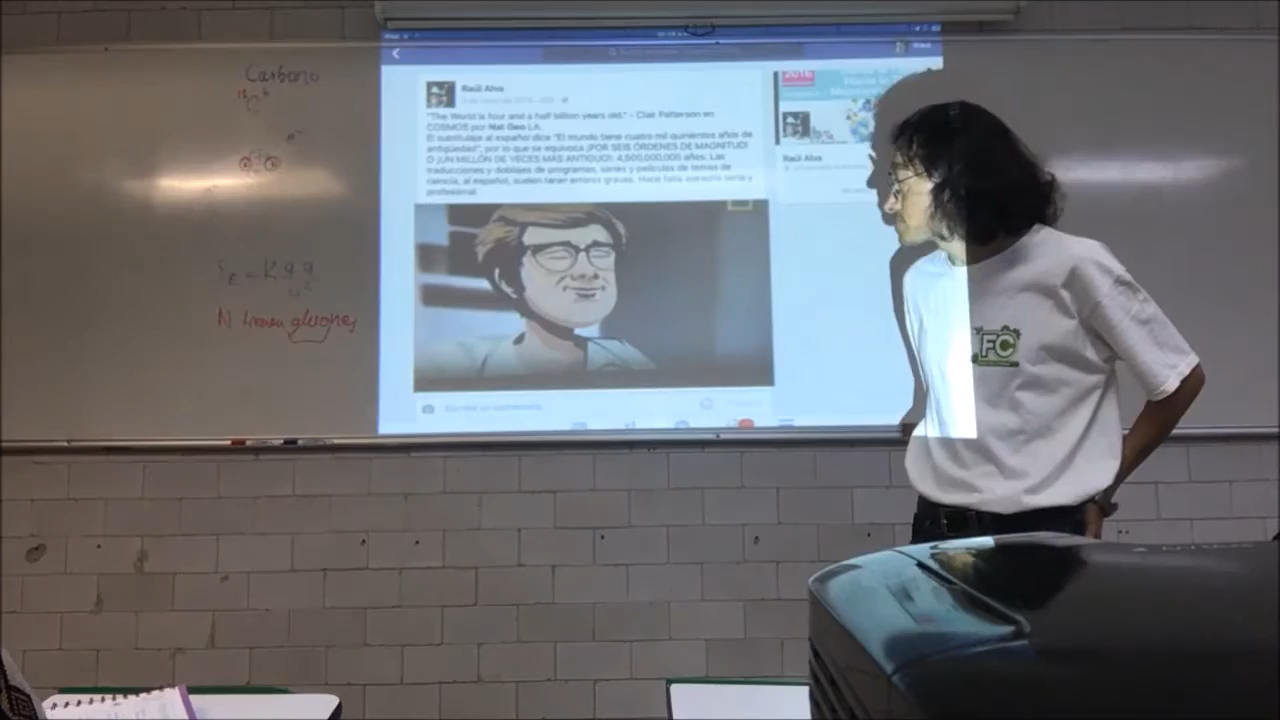 Carbono
Raúl Alva
"The World is four and a half billion years old." - Clair Patterson en
COSMOS por Nat Geo LA.
El subtitulaje al español dice "El mundo tiene cuatro mil quinientos años de
antigüedad", por lo que se equivoca ¡POR SEIS ÓRDENES DE MAGNITUD!
O ¡UN MILLÓN DE VECES MÁS ANTIGUO!: 4,500,000,000 años. Las
traducciones y doblajes de programas, series y películas de temas de
ciencia, al español, suelen tener errores graves. Hace falta asesoría seria y
profesional.
2016
Raúl Alva
N tienen gluones
FC